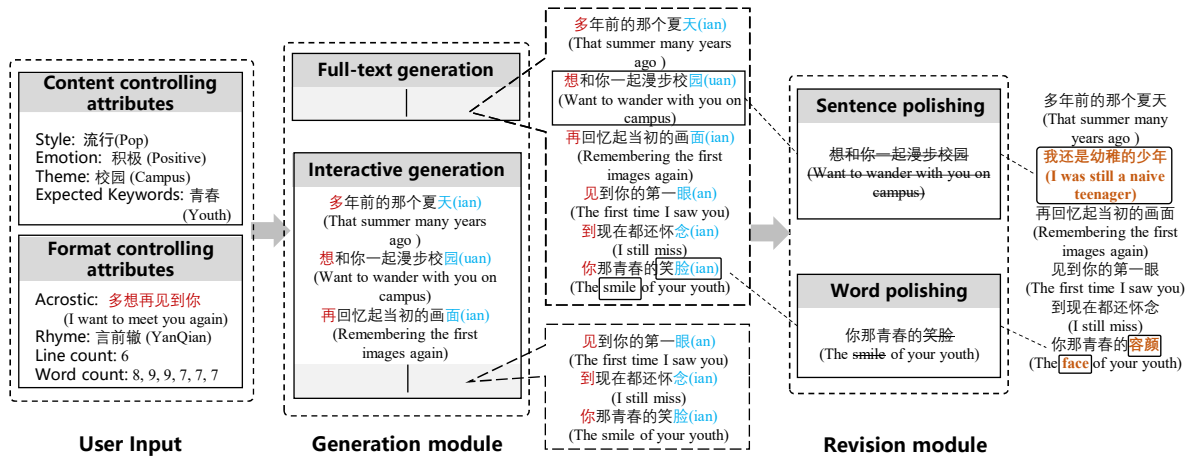 Content controlling
attributes
Style: 流行(Pop)
Emotion: 积极 (Positive)
Theme: 校园 (Campus)
Expected Keywords: 青春
(Youth)
Format controlling
attributes
Acrostic: 多想再见到你
(I want to meet you again)
Rhyme: 言前辙 (YanQian)
Line count: 6
Word count: 8, 9, 9, 7, 7, 7
User Input
Full-text generation
Interactive generation
多年前的那个夏天(ian)
(That summer many years
ago )
想和你一起漫步校园(uan)
(Want to wander with you on
campus)
再回忆起当初的画面(ian)
(Remembering the first
images again)
Generation module
多年前的那个夏天(ian)
(That summer many years
ago )
想和你一起漫步校园(uan)
(Want to wander with you on
campus)
再回忆起当初的画面(ian)
(Remembering the first
images again)
见到你的第一眼(an)
(The first time I saw you)
到现在都还怀念(ian)
(I still miss)
你那青春的笑脸(ian)
(The smile of your youth)
见到你的第一眼(an)
(The first time I saw you)
到现在都还怀念(ian)
(I still miss)
你那青春的笑脸(ian)
(The smile of your youth)
Sentence polishing
想和你一起漫步校园
(Want to wander with you on
campus)
Word polishing
你那青春的笑脸
(The smile of your youth)
Revision module
多年前的那个夏天
(That summer many
years ago )
我还是幼稚的少年
(I was still a naive
teenager)
再回忆起当初的画面
(Remembering the first
images again)
见到你的第一眼
(The first time I saw you)
到现在都还怀念
(I still miss)
你那青春的容颜
(The face of your youth)